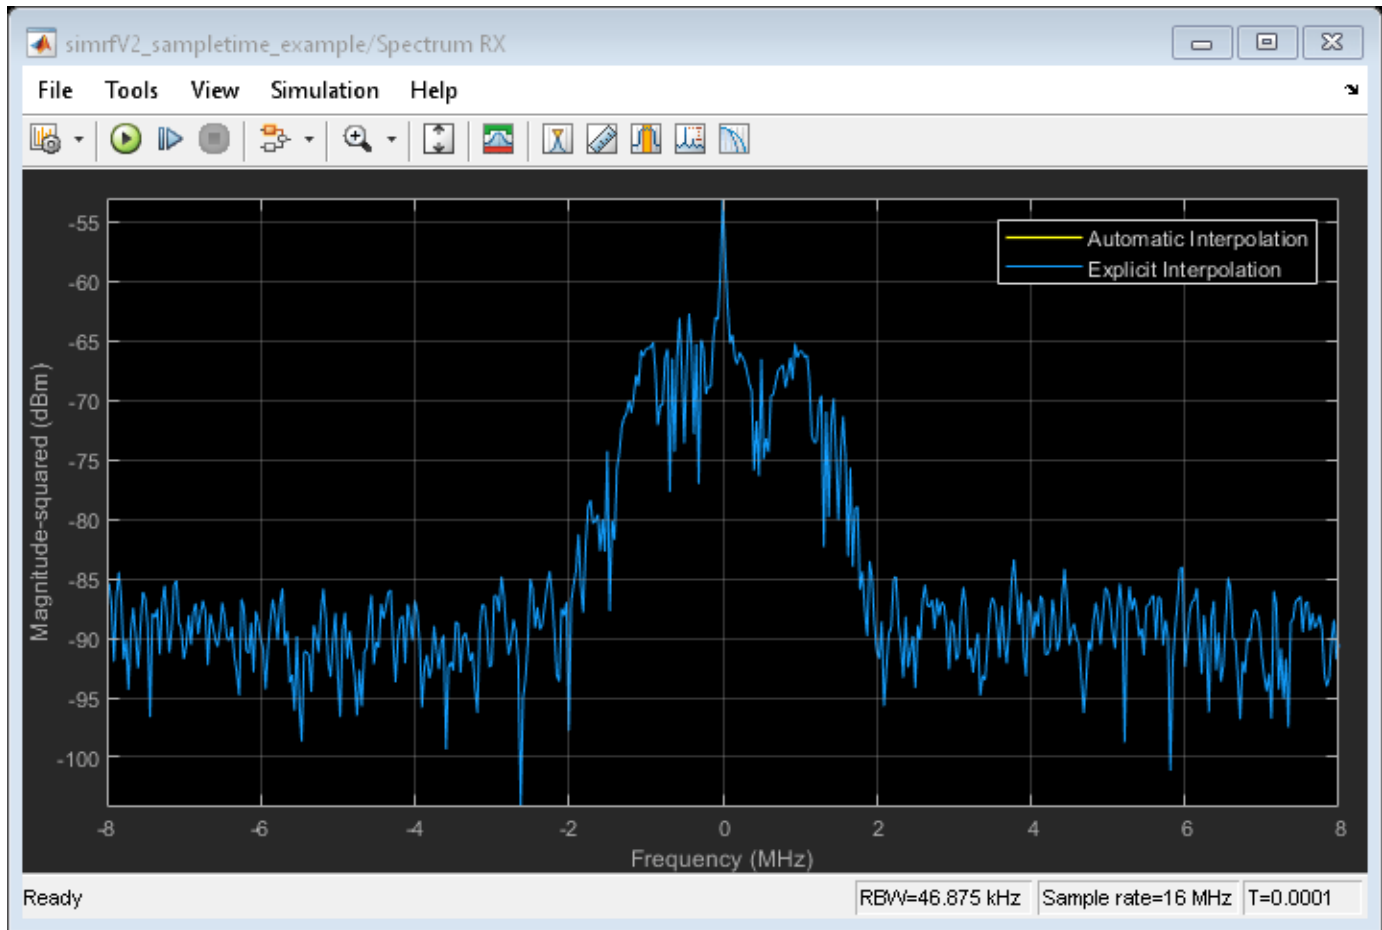 simrfV2_sampletime_example/Spectrum RX
File Tools View Simulation Help
Automatic Interpolation
Explicit Interpolation
Magnitude-squared (dBm)
-55
-60
-65
-70
-75
-80
-85
-90
-95
-100
-8 -6 -4 -2 0 2 4 6 8
Frequency (MHz)
Ready RBW=46.875 kHz Sample rate=16 MHz T=0.0001